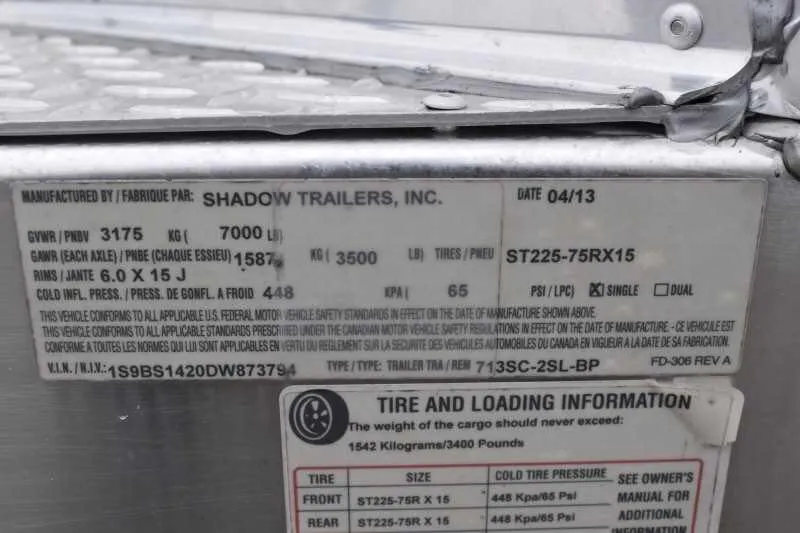 MANUFACTURED BY / FABRIQUE PAR: SHADOW TRAILERS, INC. DATE 04/13
GVWR / PNBV 3175 KG ( 7000 LB)
GAWR (EACH AXLE) / PNBE (CHAQUE ESSIEU) 1587 KG ( 3500 LB) TIRES / PNEU ST225-75RX15
RIMS / JANTE 6.0 X 15 J
COLD INFL. PRESS. / PRESS. DE GONFL. A FROID 448 KPA ( 65 PSI / LPC) ☒ SINGLE ☐ DUAL
THIS VEHICLE CONFORMS TO ALL APPLICABLE U.S. FEDERAL MOTOR VEHICLE SAFETY STANDARDS IN EFFECT ON THE DATE OF MANUFACTURE SHOWN ABOVE.
THIS VEHICLE CONFORMS TO ALL APPLICABLE STANDARDS PRESCRIBED UNDER THE CANADIAN MOTOR VEHICLE SAFETY REGULATIONS IN EFFECT ON THE DATE OF MANUFACTURE. - CE VEHICULE EST
CONFORME A TOUTES LES NORMES QUI LUI SONT APPLICABLES EN VERTU DU REGLEMENT SUR LA SECURITE DES VEHICULES AUTOMOBILES DU CANADA EN VIGUEUR A LA DATE DE SA FABRICATION.
V.I.N. / N.I.V.: 1S9BS1420DW873794 TYPE / TYPE: TRAILER TRA / REM 713SC-2SL-BP FD-306 REV A
TIRE AND LOADING INFORMATION
The weight of the cargo should never exceed:
1542 Kilograms/3400 Pounds
TIRE SIZE COLD TIRE PRESSURE SEE OWNER'S
FRONT ST225-75R X 15 448 Kpa/65 Psi MANUAL FOR
REAR ST225-75R X 15 448 Kpa/65 Psi ADDITIONAL
INFORMATION